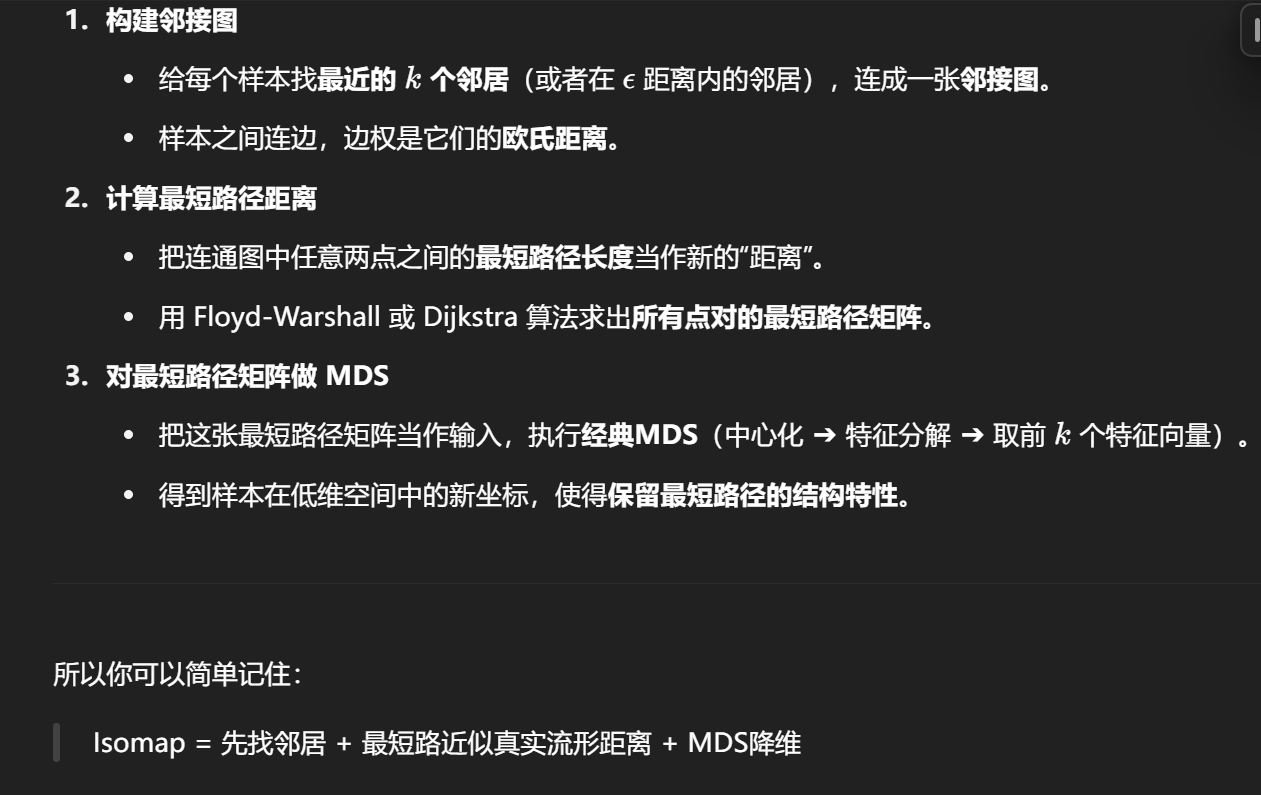 1. 构建邻接图
• 给每个样本找最近的 k 个邻居（或者在 ϵ 距离内的邻居），连成一张邻接图。
• 样本之间连边，边权是它们的欧氏距离。
2. 计算最短路径距离
• 把连通图中任意两点之间的最短路径长度当作新的“距离”。
• 用 Floyd-Warshall 或 Dijkstra 算法求出所有点对的最短路径矩阵。
3. 对最短路径矩阵做 MDS
• 把这张最短路径矩阵当作输入，执行经典MDS（中心化 ➔ 特征分解 ➔ 取前 k 个特征向量）。
• 得到样本在低维空间中的新坐标，使得保留最短路径的结构特性。
所以你可以简单记住：
Isomap = 先找邻居 + 最短路近似真实流形距离 + MDS降维